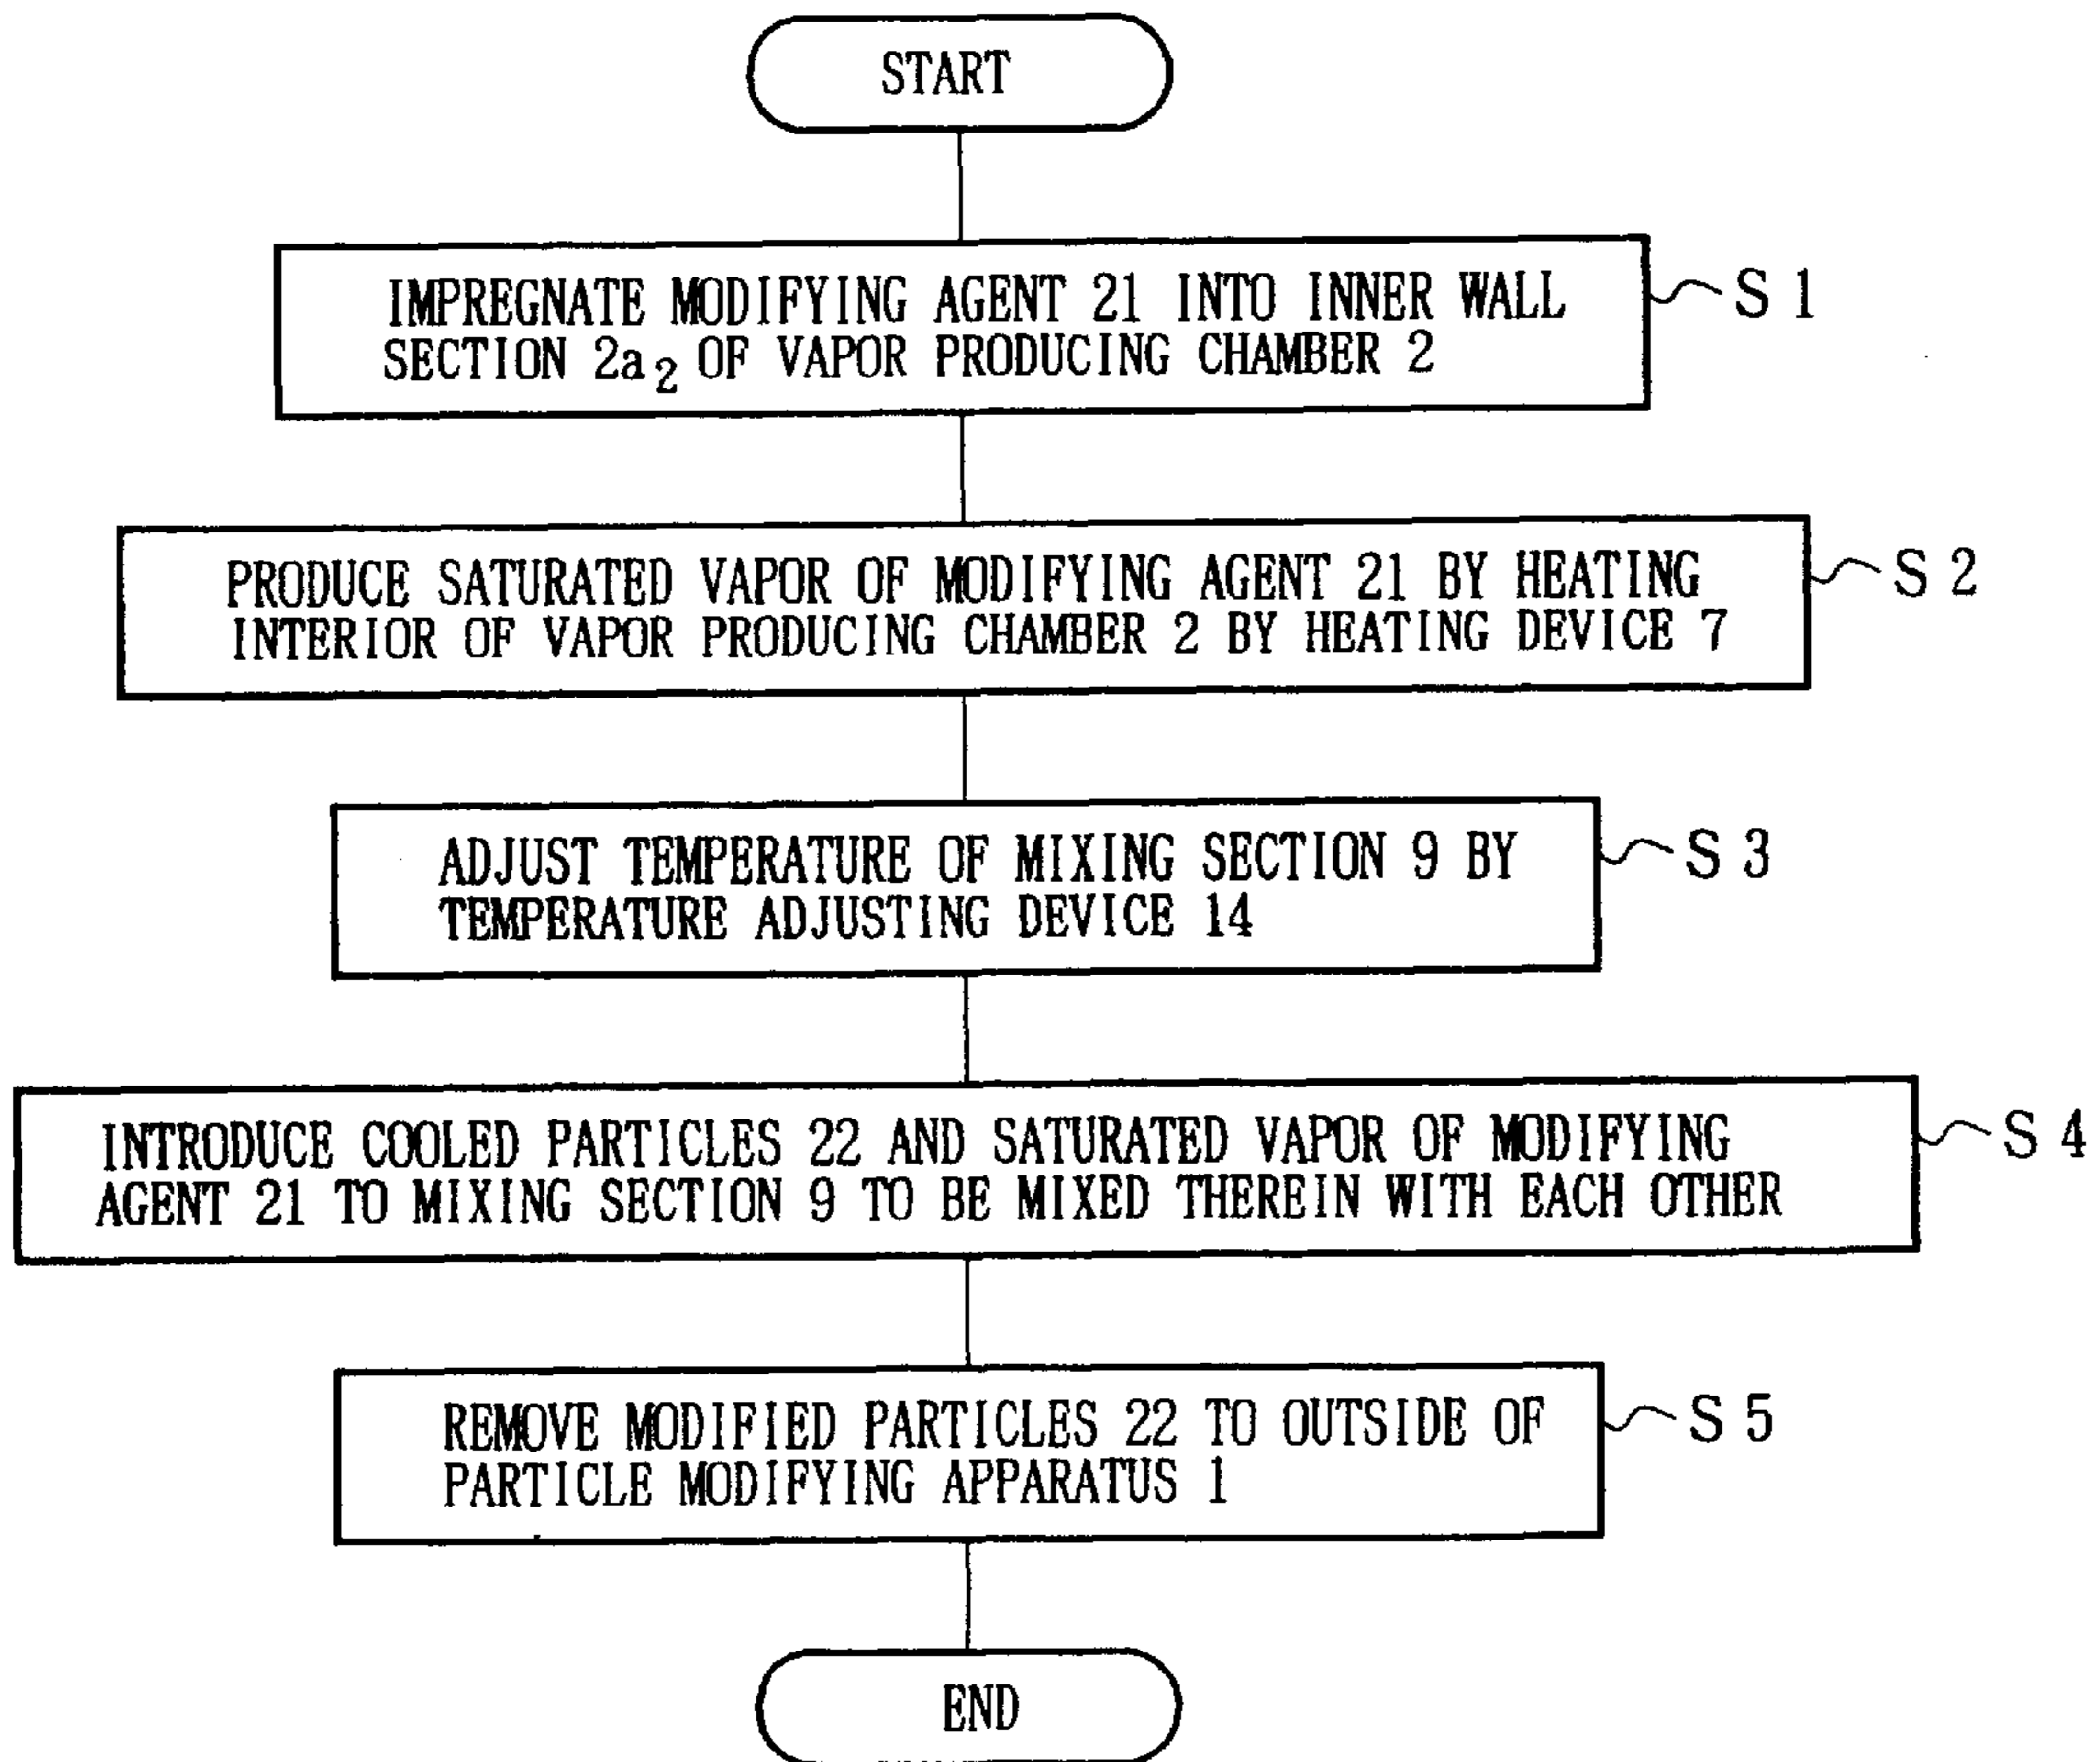 START
IMPREGNATE MODIFYING AGENT 21 INTO INNER WALL
SECTION 2a₂ OF VAPOR PRODUCING CHAMBER 2
S 1
PRODUCE SATURATED VAPOR OF MODIFYING AGENT 21 BY HEATING
INTERIOR OF VAPOR PRODUCING CHAMBER 2 BY HEATING DEVICE 7
S 2
ADJUST TEMPERATURE OF MIXING SECTION 9 BY
TEMPERATURE ADJUSTING DEVICE 14
S 3
INTRODUCE COOLED PARTICLES 22 AND SATURATED VAPOR OF MODIFYING
AGENT 21 TO MIXING SECTION 9 TO BE MIXED THEREIN WITH EACH OTHER
S 4
REMOVE MODIFIED PARTICLES 22 TO OUTSIDE OF
PARTICLE MODIFYING APPARATUS 1
S 5
END